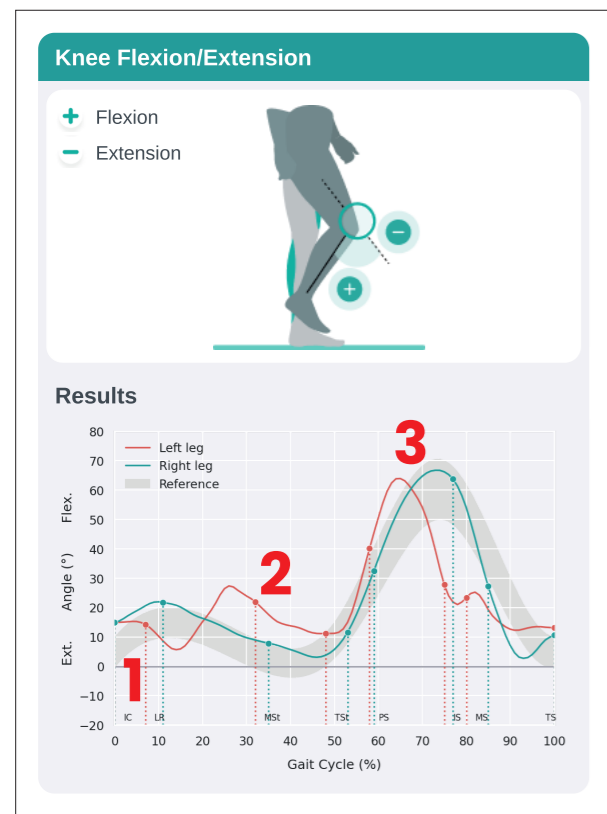 Knee Flexion/Extension
+ Flexion
− Extension
−
+
Results
80
70
60
50
40
30
20
10
0
−10
−20
Ext. Angle (°) Flex.
Left leg
Right leg
Reference
1
2
3
IC LR MSt TSt PS IS MS TS
0 10 20 30 40 50 60 70 80 90 100
Gait Cycle (%)